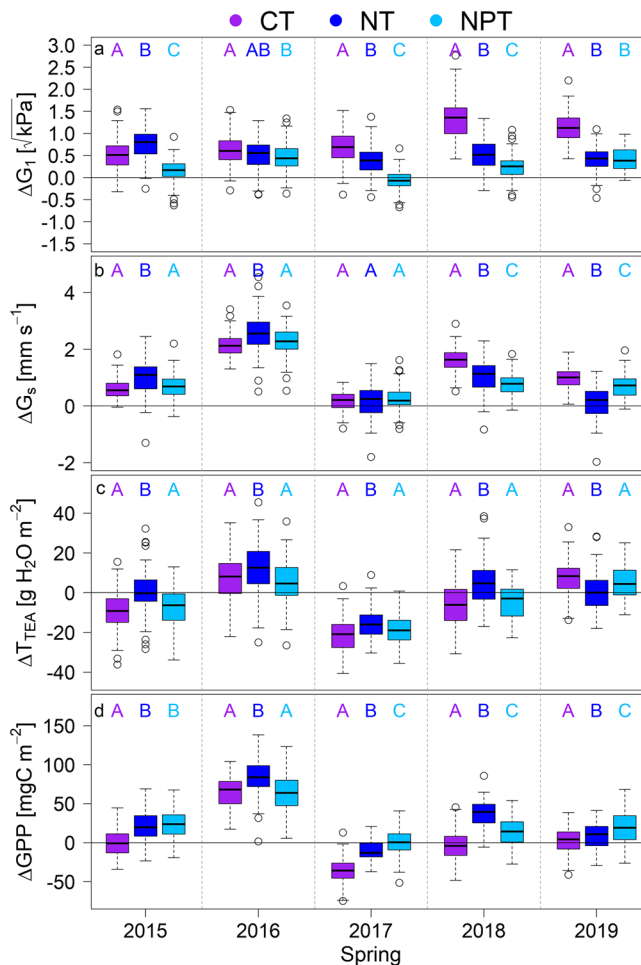 CT NT NPT
a A B C A AB B A B C A B C A B B
ΔG₁ [√kPa]
3.0
2.5
2.0
1.5
1.0
0.5
0.0
-0.5
-1.0
-1.5
b A B A A B A A A A A B C A B C
ΔGₛ [mm s⁻¹]
4
2
0
-2
c A B A A B A A B A A B A A B A
ΔT_TEA [g H₂O m⁻²]
40
20
0
-20
-40
d A B B A B A A B C A B C A B C
ΔGPP [mgC m⁻²]
150
100
50
0
-50
2015 2016 2017 2018 2019
Spring